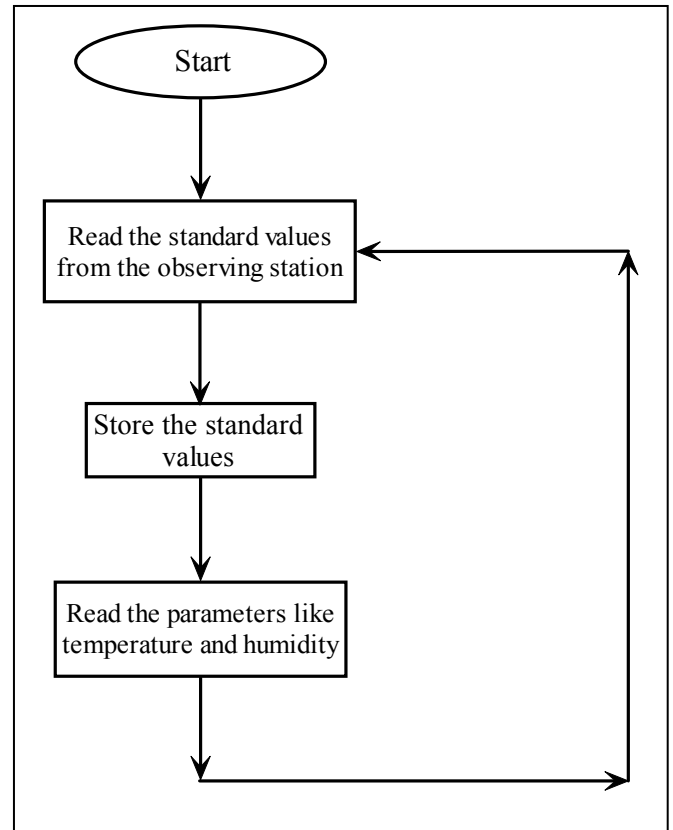 Start
Read the standard values
from the observing station
Store the standard
values
Read the parameters like
temperature and humidity